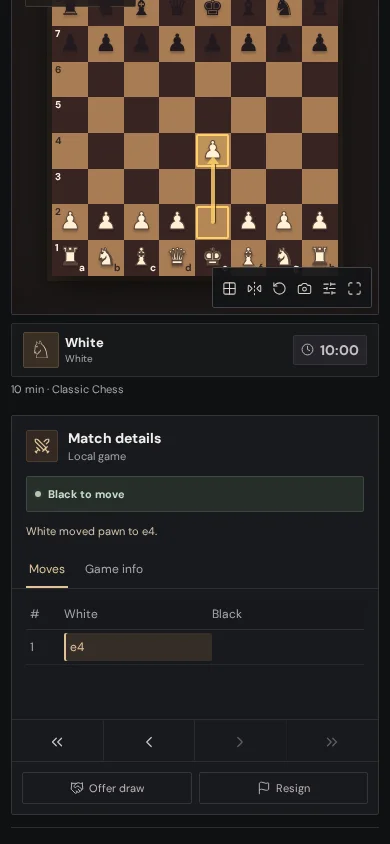 7
6
5
4
3
2
1
a b c d
White
White
10:00
10 min · Classic Chess
Match details
Local game
Black to move
White moved pawn to e4.
Moves Game info
# White Black
1 e4
Offer draw Resign